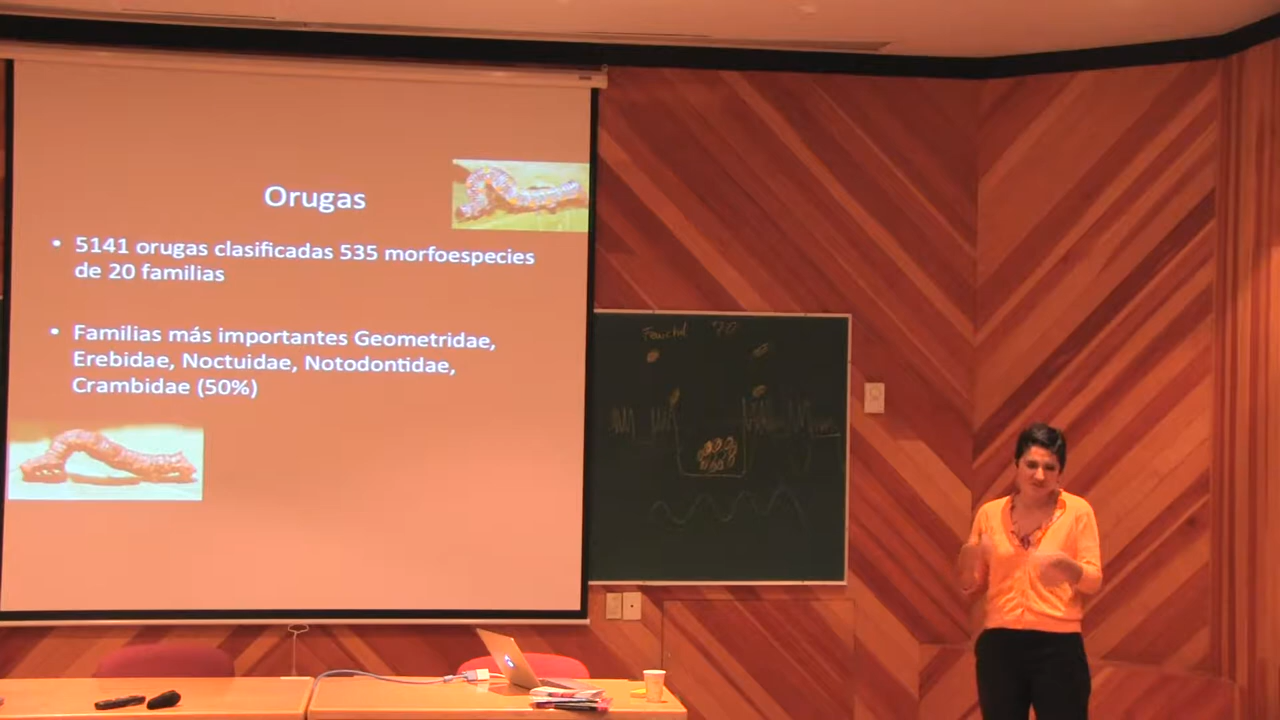 Orugas
• 5141 orugas clasificadas 535 morfoespecies
de 20 familias
• Familias más importantes Geometridae,
Erebidae, Noctuidae, Notodontidae,
Crambidae (50%)